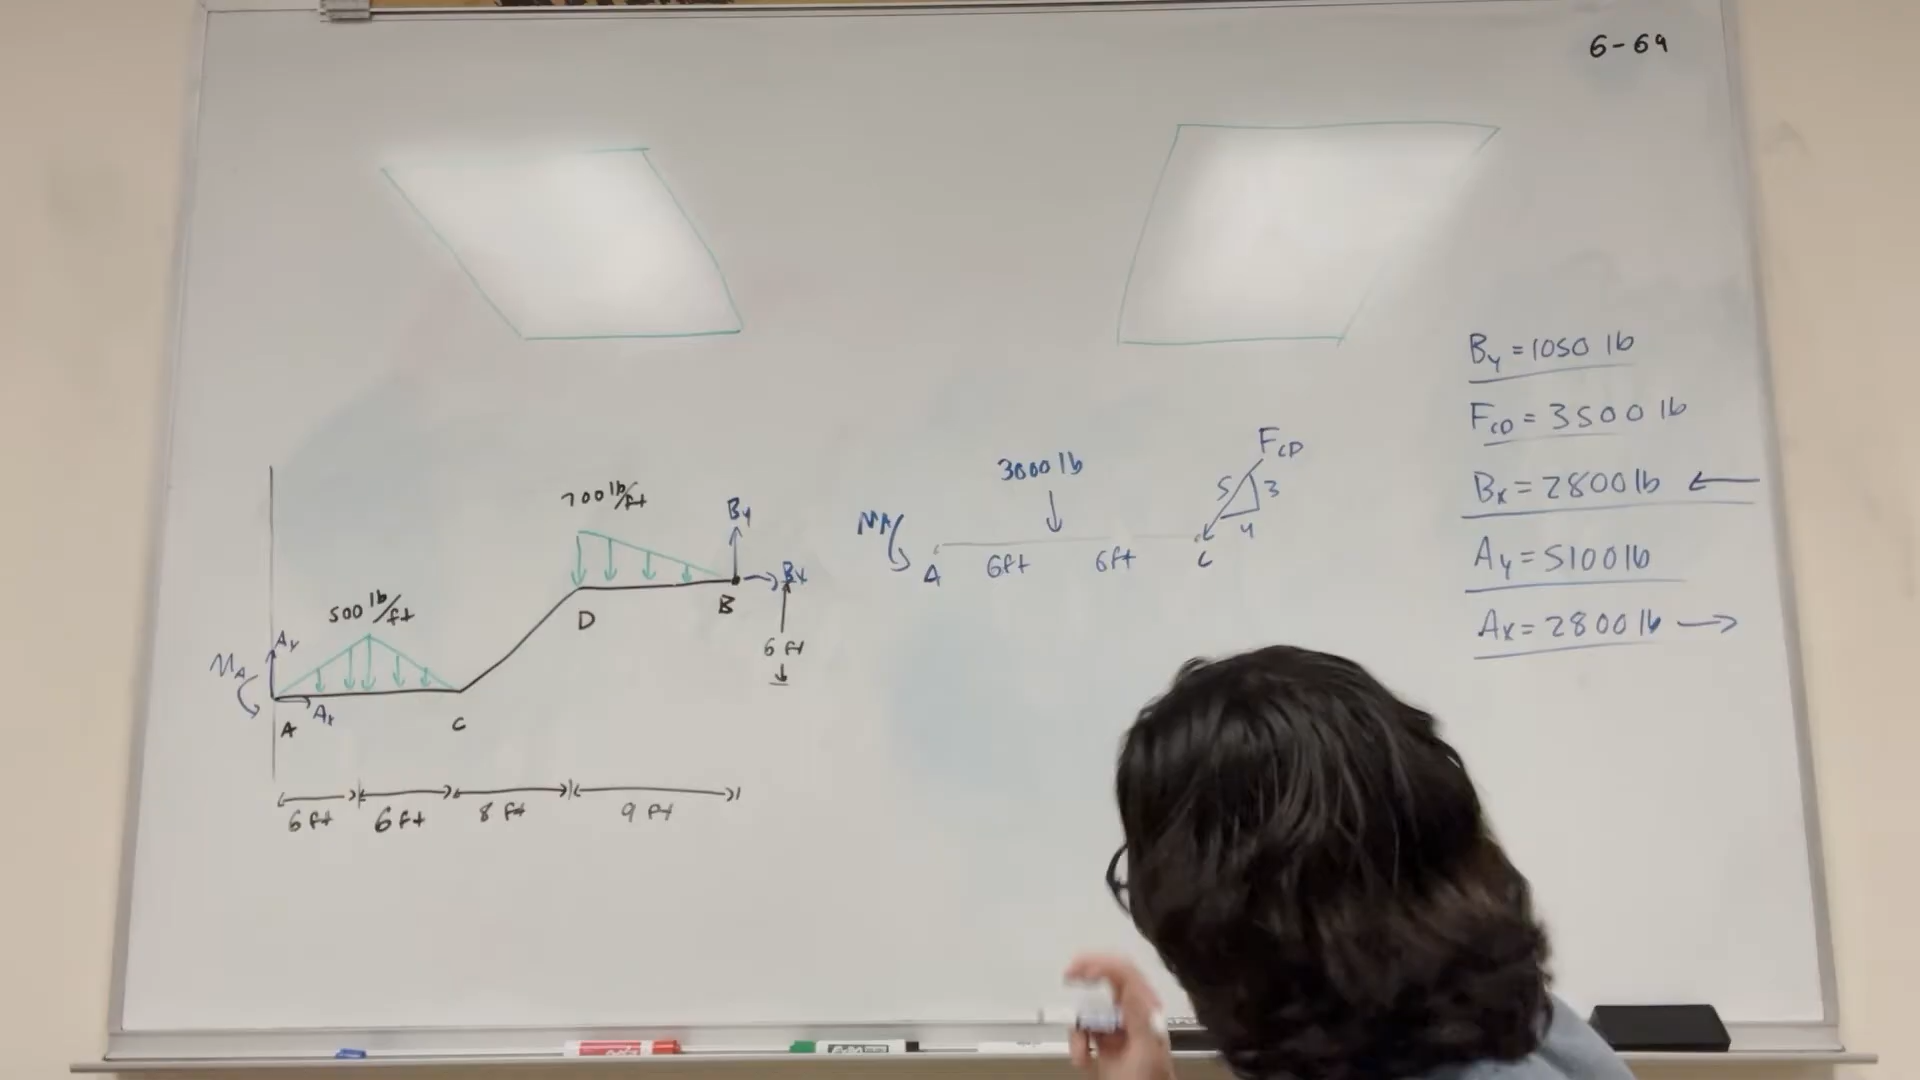 6-69
By = 1050 lb
FCD = 3500 lb
Bx = 2800 lb ←
Ay = 5100 lb
Ax = 2800 lb →
700 lb/ft
By
Bx
D
B
6 ft
500 lb/ft
Ay
MA
Ax
A
C
6 ft 6 ft 8 ft 9 ft
3000 lb
FCD
5
3
4
MA
A
6ft
6ft
C